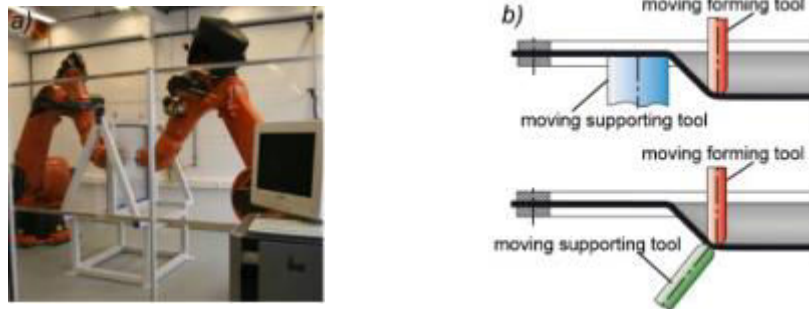 a)
b)
moving forming tool
moving supporting tool
moving forming tool
moving supporting tool